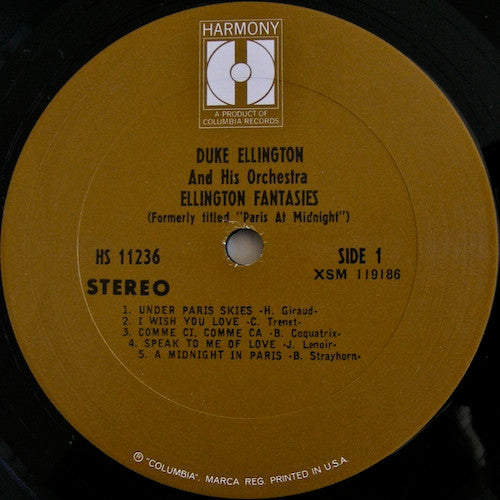 HARMONY
H
A PRODUCT OF
COLUMBIA RECORDS
DUKE ELLINGTON
And His Orchestra
ELLINGTON FANTASIES
(Formerly titled "Paris At Midnight")
HS 11236
SIDE 1
STEREO
XSM 119186
1. UNDER PARIS SKIES -H. Giraud-
2. I WISH YOU LOVE -C. Trenet-
3. COMME CI, COMME CA -B. Coquatrix-
4. SPEAK TO ME OF LOVE -J. Lenoir-
5. A MIDNIGHT IN PARIS -B. Strayhorn-
℗ "COLUMBIA", MARCA REG. PRINTED IN U.S.A.